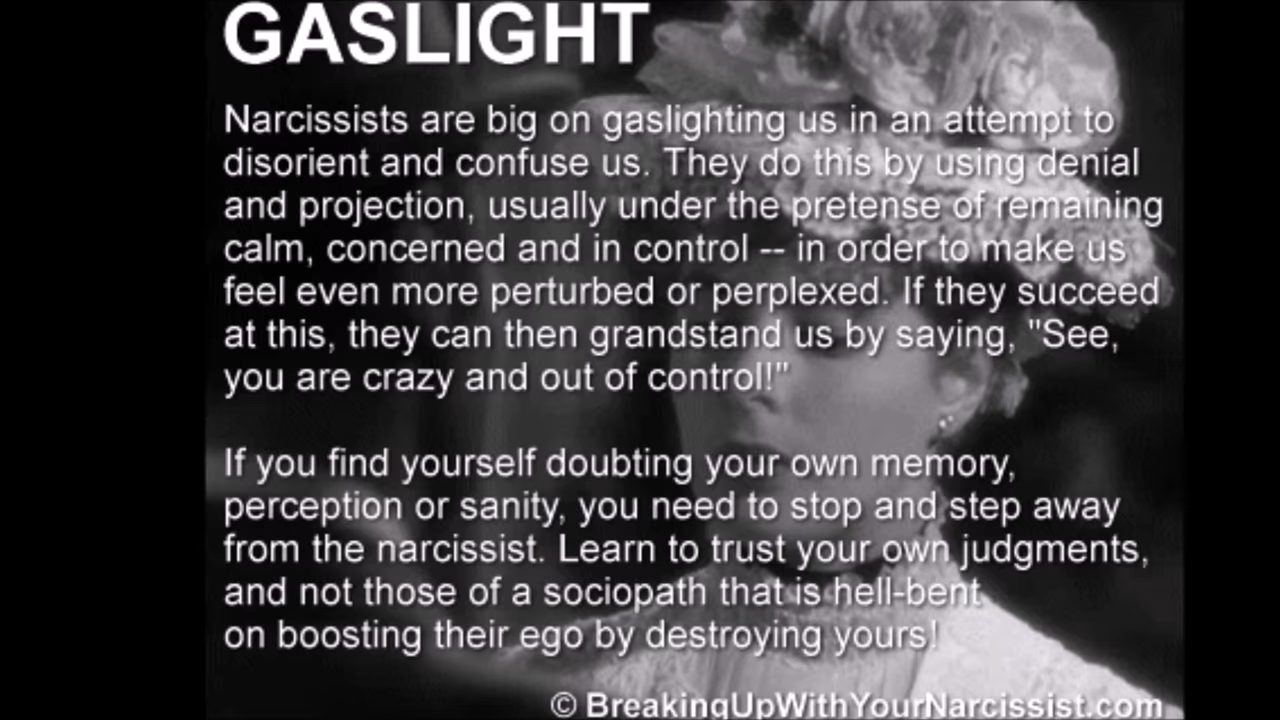 GASLIGHT
Narcissists are big on gaslighting us in an attempt to
disorient and confuse us. They do this by using denial
and projection, usually under the pretense of remaining
calm, concerned and in control -- in order to make us
feel even more perturbed or perplexed. If they succeed
at this, they can then grandstand us by saying, "See,
you are crazy and out of control!"
If you find yourself doubting your own memory,
perception or sanity, you need to stop and step away
from the narcissist. Learn to trust your own judgments,
and not those of a sociopath that is hell-bent
on boosting their ego by destroying yours!
© BreakingUpWithYourNarcissist.com